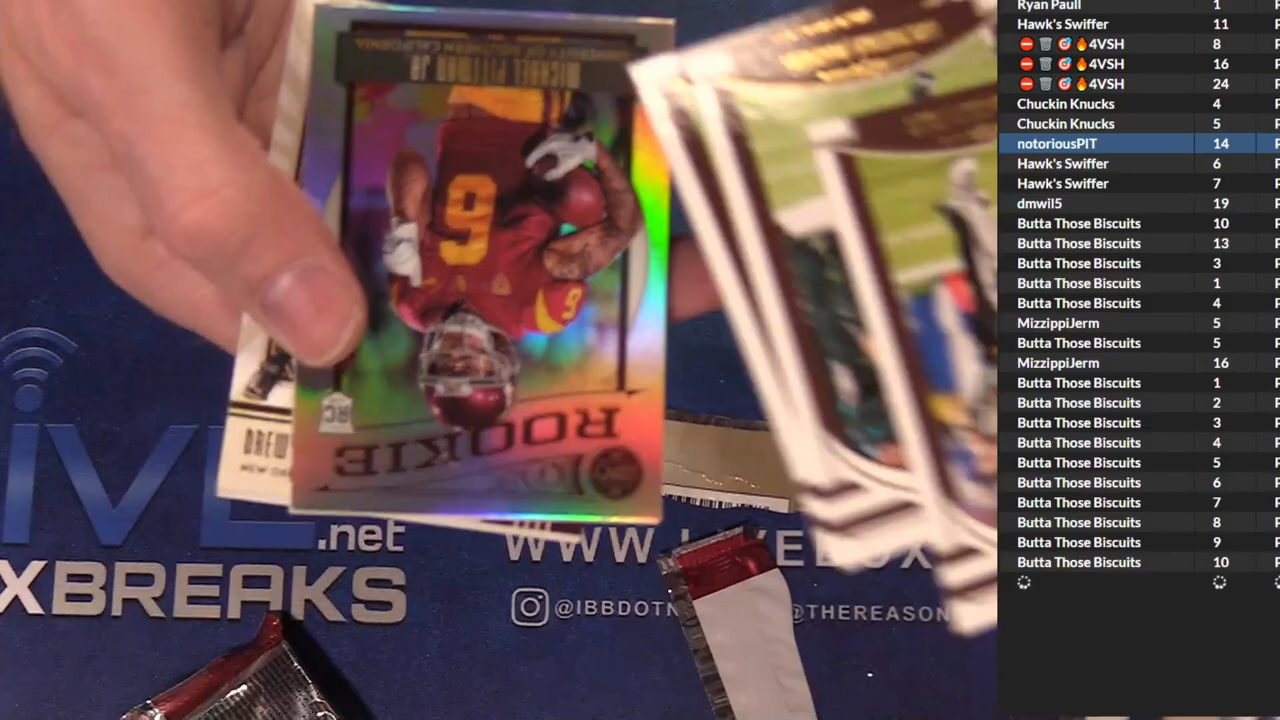 UNIVERSITY OF SOUTHERN CALIFORNIA
MICHAEL PITTMAN JR
6
6
RC
ROOKIE
DREW
iVE
.net
XBREAKS
WWW.
@THEREASON
Ryan Paull 1
Hawk's Swiffer 11
⛔🗑️🎯🔥4VSH 8
⛔🗑️🎯🔥4VSH 16
⛔🗑️🎯🔥4VSH 24
Chuckin Knucks 4
Chuckin Knucks 5
notoriousPIT 14
Hawk's Swiffer 6
Hawk's Swiffer 7
dmwil5 19
Butta Those Biscuits 10
Butta Those Biscuits 13
Butta Those Biscuits 3
Butta Those Biscuits 1
Butta Those Biscuits 4
MizzippiJerm 5
Butta Those Biscuits 5
MizzippiJerm 16
Butta Those Biscuits 1
Butta Those Biscuits 2
Butta Those Biscuits 3
Butta Those Biscuits 4
Butta Those Biscuits 5
Butta Those Biscuits 6
Butta Those Biscuits 7
Butta Those Biscuits 8
Butta Those Biscuits 9
Butta Those Biscuits 10